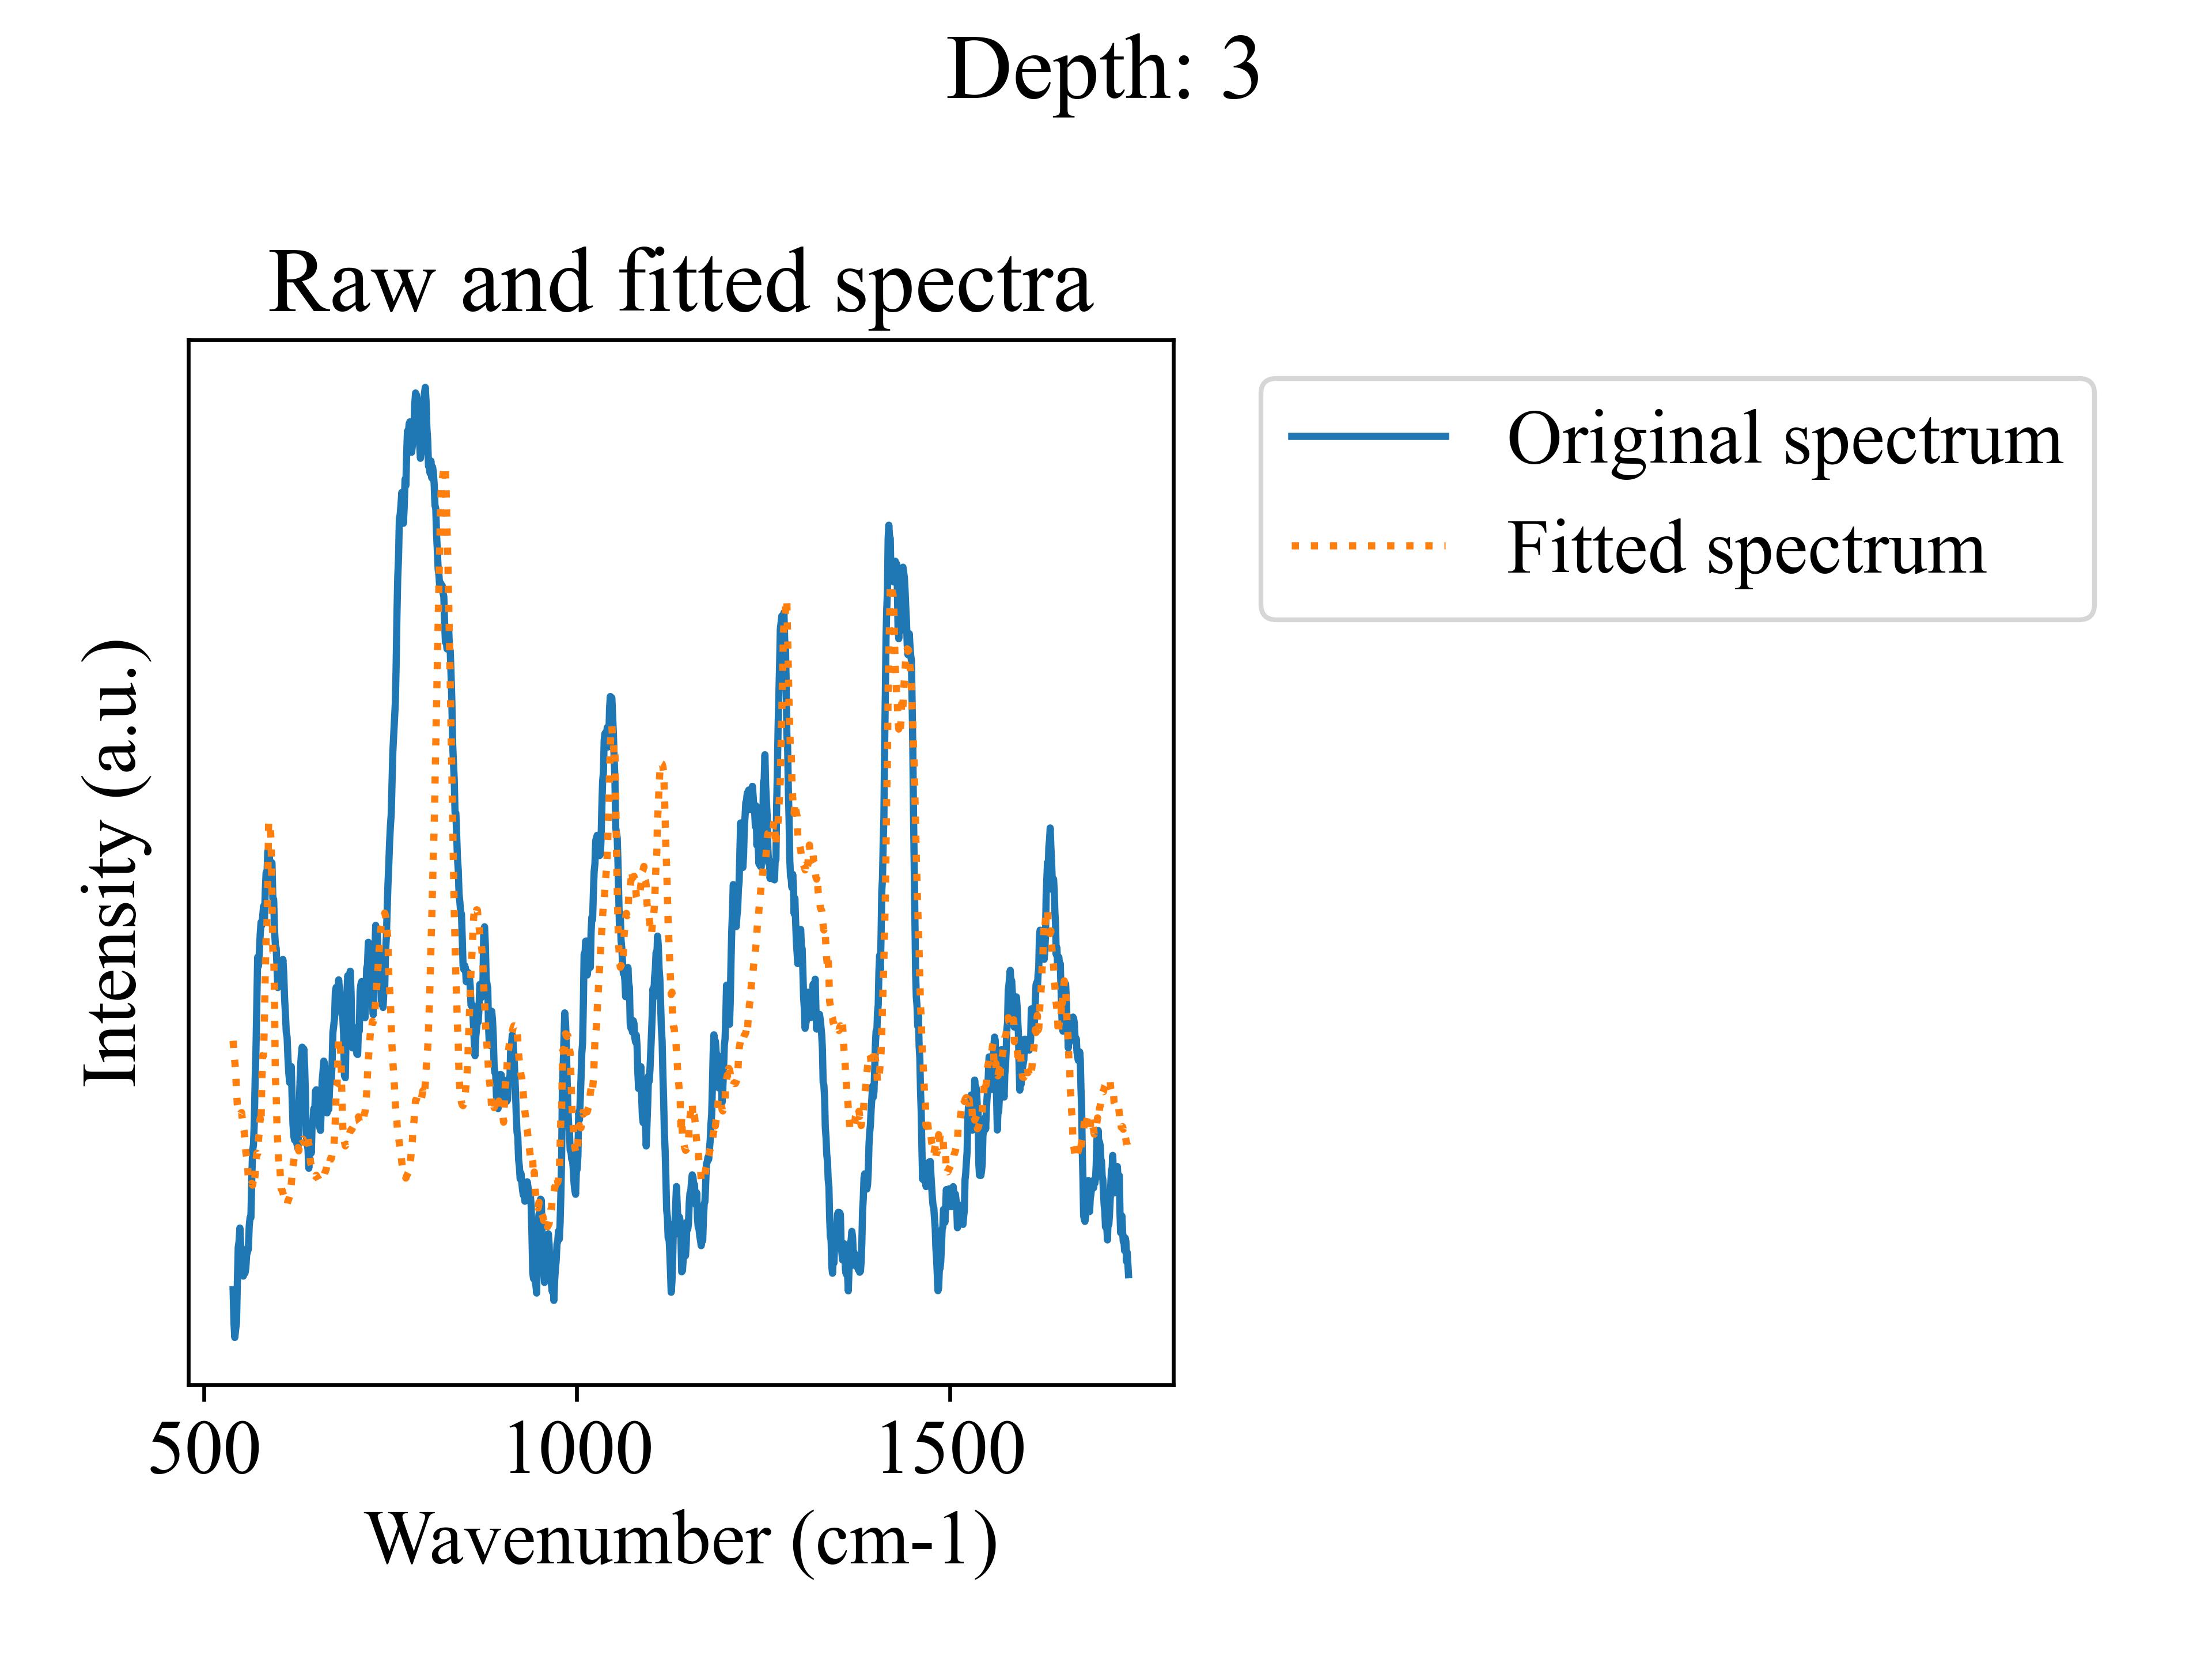 Depth: 3
Raw and fitted spectra
Original spectrum
Fitted spectrum
Intensity (a.u.)
500 1000 1500
Wavenumber (cm-1)